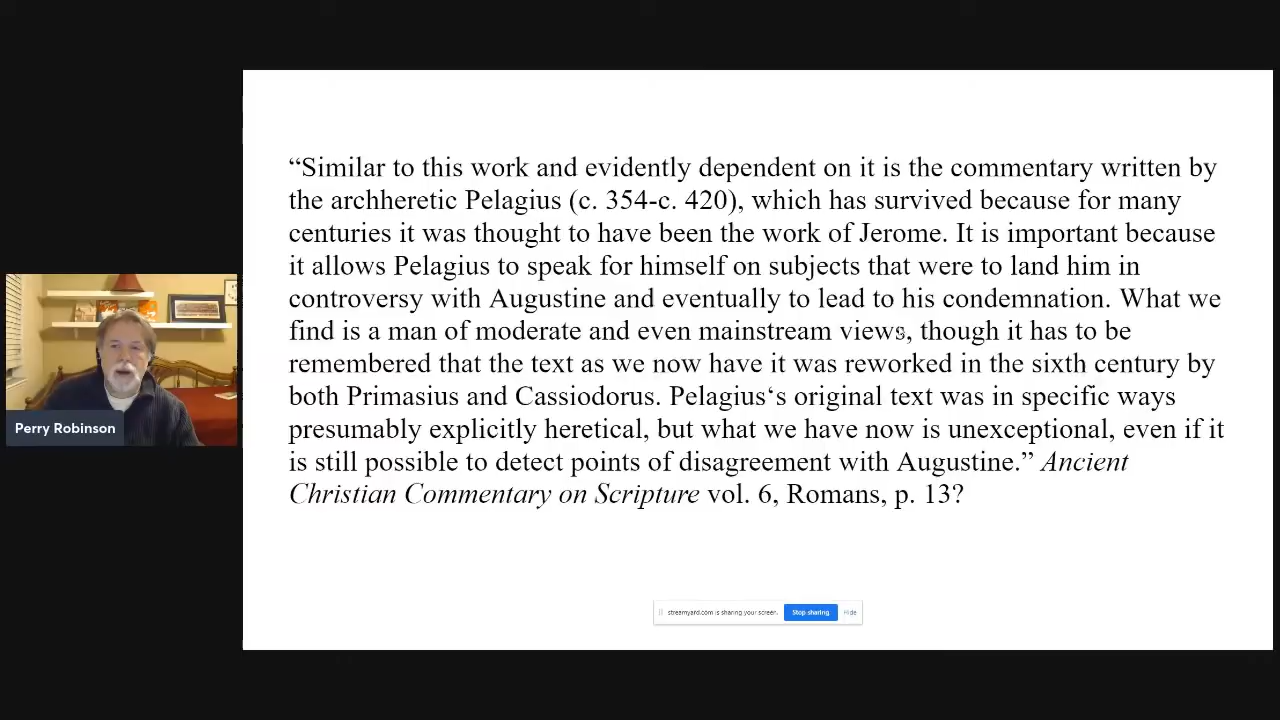 “Similar to this work and evidently dependent on it is the commentary written by
the archheretic Pelagius (c. 354-c. 420), which has survived because for many
centuries it was thought to have been the work of Jerome. It is important because
it allows Pelagius to speak for himself on subjects that were to land him in
controversy with Augustine and eventually to lead to his condemnation. What we
find is a man of moderate and even mainstream views, though it has to be
remembered that the text as we now have it was reworked in the sixth century by
both Primasius and Cassiodorus. Pelagius‘s original text was in specific ways
presumably explicitly heretical, but what we have now is unexceptional, even if it
is still possible to detect points of disagreement with Augustine.” Ancient
Christian Commentary on Scripture vol. 6, Romans, p. 13?
Perry Robinson
streamyard.com is sharing your screen. Stop sharing Hide